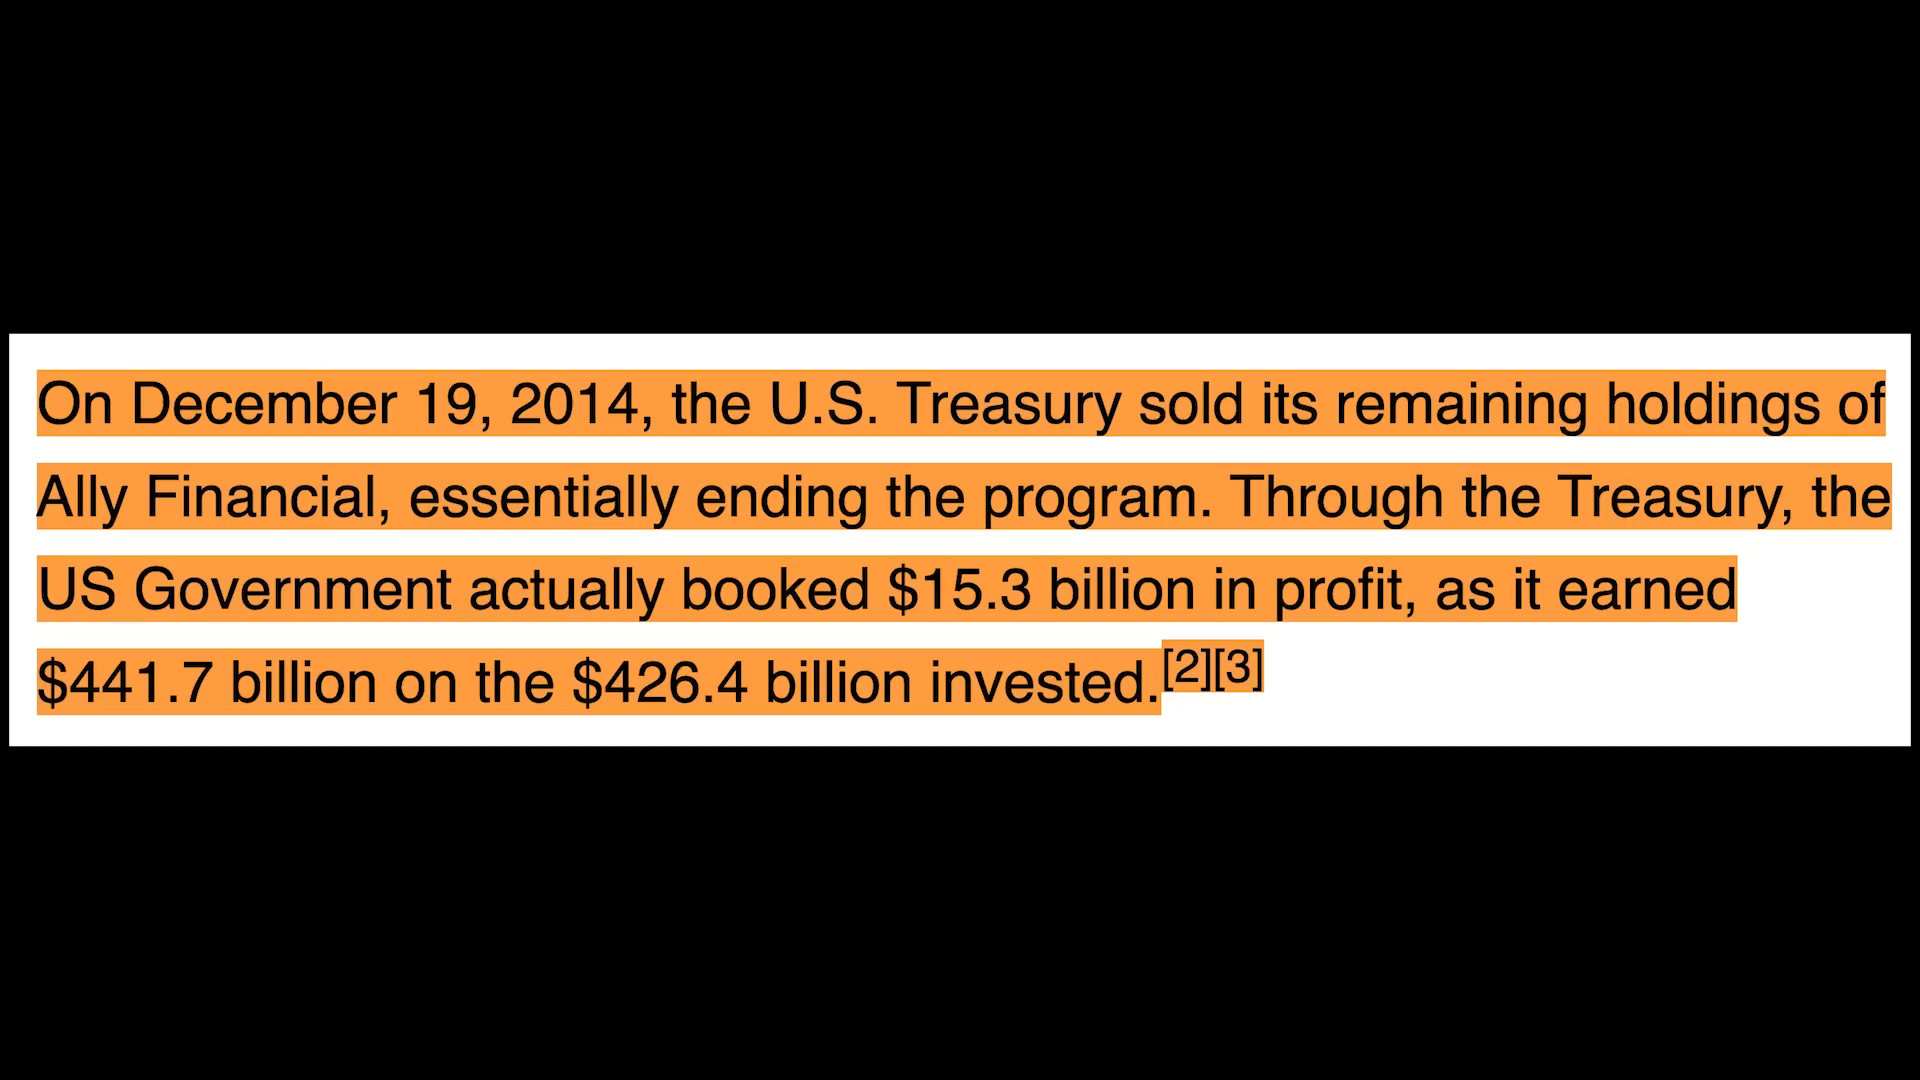 On December 19, 2014, the U.S. Treasury sold its remaining holdings of
Ally Financial, essentially ending the program. Through the Treasury, the
US Government actually booked $15.3 billion in profit, as it earned
$441.7 billion on the $426.4 billion invested.[2][3]